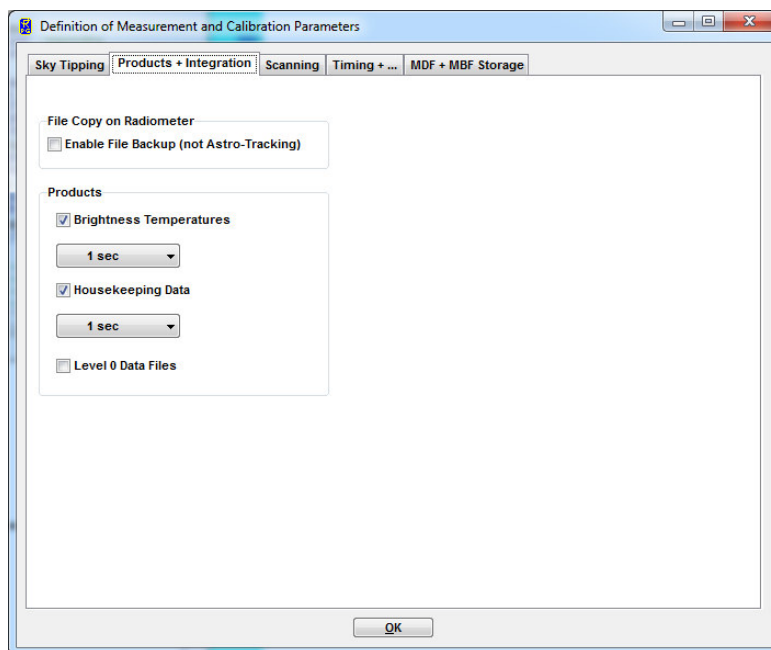 Definition of Measurement and Calibration Parameters
Sky Tipping Products + Integration Scanning Timing + ... MDF + MBF Storage
File Copy on Radiometer
Enable File Backup (not Astro-Tracking)
Products
Brightness Temperatures
1 sec
Housekeeping Data
1 sec
Level 0 Data Files
OK